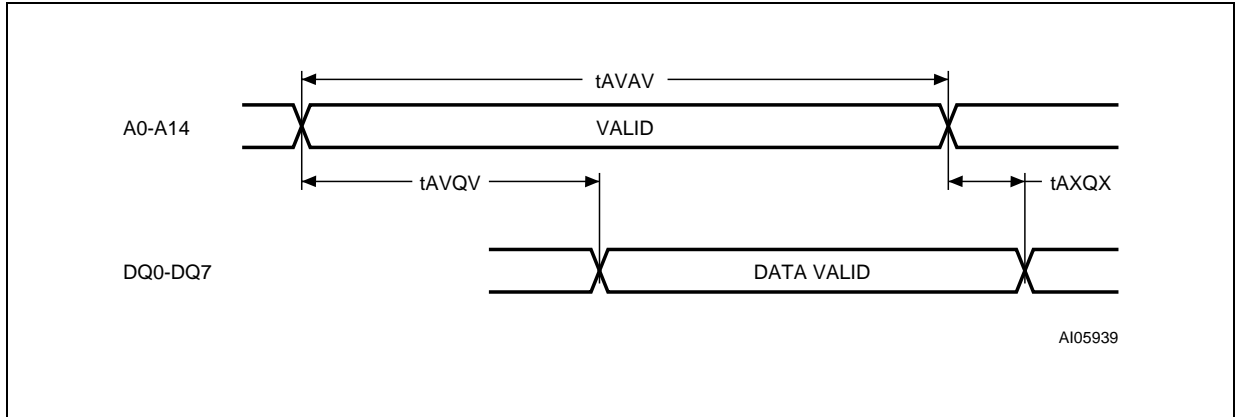 tAVAV
A0-A14
VALID
tAVQV
tAXQX
DQ0-DQ7
DATA VALID
AI05939